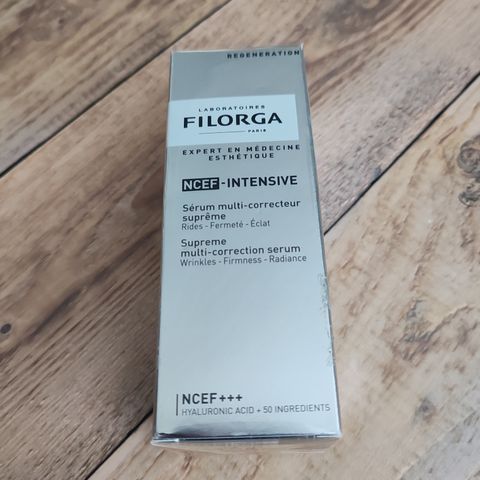 REGENERATION
LABORATOIRES
FILORGA
PARIS
EXPERT EN MÉDECINE
ESTHÉTIQUE
NCEF-INTENSIVE
Sérum multi-correcteur
suprême
Rides - Fermeté - Éclat
Supreme
multi-correction serum
Wrinkles - Firmness - Radiance
NCEF+++
HYALURONIC ACID + 50 INGREDIENTS